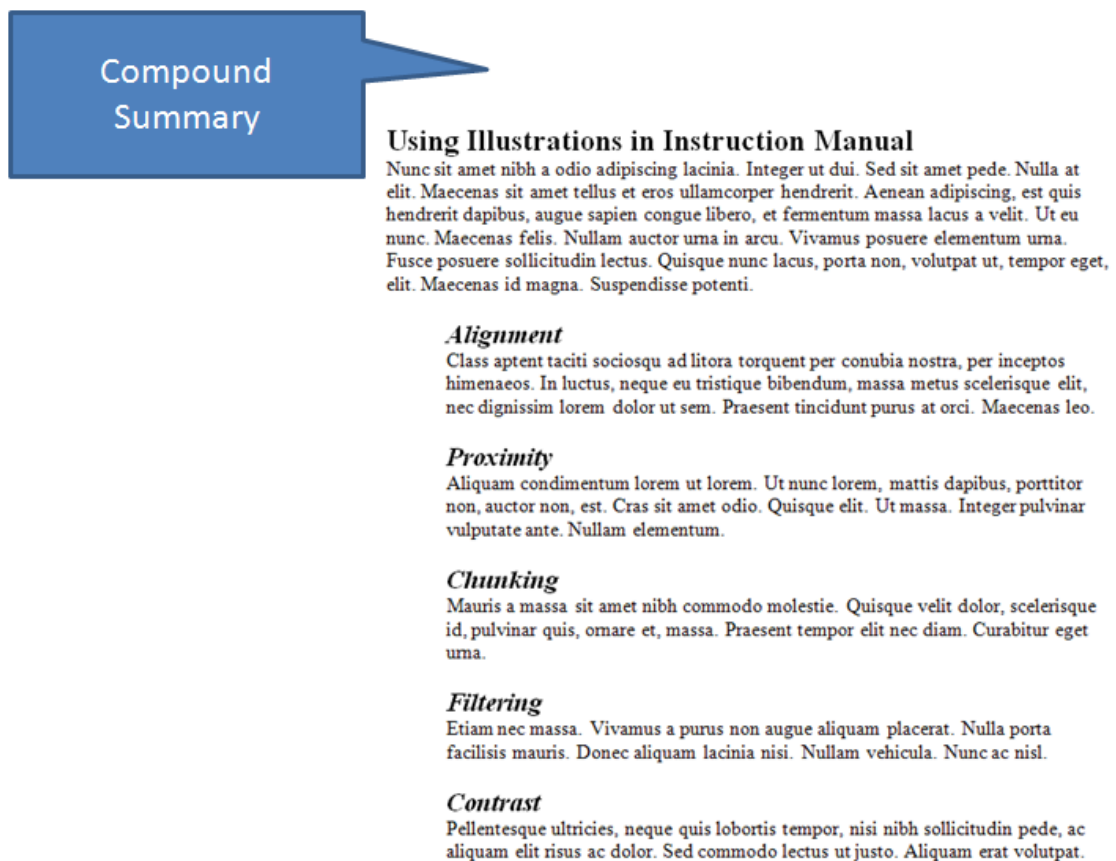 Compound
Summary
Using Illustrations in Instruction Manual
Nunc sit amet nibh a odio adipiscing lacinia. Integer ut dui. Sed sit amet pede. Nulla at
elit. Maecenas sit amet tellus et eros ullamcorper hendrerit. Aenean adipiscing, est quis
hendrerit dapibus, augue sapien congue libero, et fermentum massa lacus a velit. Ut eu
nunc. Maecenas felis. Nullam auctor urna in arcu. Vivamus posuere elementum urna.
Fusce posuere sollicitudin lectus. Quisque nunc lacus, porta non, volutpat ut, tempor eget,
elit. Maecenas id magna. Suspendisse potenti.
Alignment
Class aptent taciti sociosqu ad litora torquent per conubia nostra, per inceptos
himenaeos. In luctus, neque eu tristique bibendum, massa metus scelerisque elit,
nec dignissim lorem dolor ut sem. Praesent tincidunt purus at orci. Maecenas leo.
Proximity
Aliquam condimentum lorem ut lorem. Ut nunc lorem, mattis dapibus, porttitor
non, auctor non, est. Cras sit amet odio. Quisque elit. Ut massa. Integer pulvinar
vulputate ante. Nullam elementum.
Chunking
Mauris a massa sit amet nibh commodo molestie. Quisque velit dolor, scelerisque
id, pulvinar quis, ornare et, massa. Praesent tempor elit nec diam. Curabitur eget
urna.
Filtering
Etiam nec massa. Vivamus a purus non augue aliquam placerat. Nulla porta
facilisis mauris. Donec aliquam lacinia nisi. Nullam vehicula. Nunc ac nisl.
Contrast
Pellentesque ultricies, neque quis lobortis tempor, nisi nibh sollicitudin pede, ac
aliquam elit risus ac dolor. Sed commodo lectus ut justo. Aliquam erat volutpat.